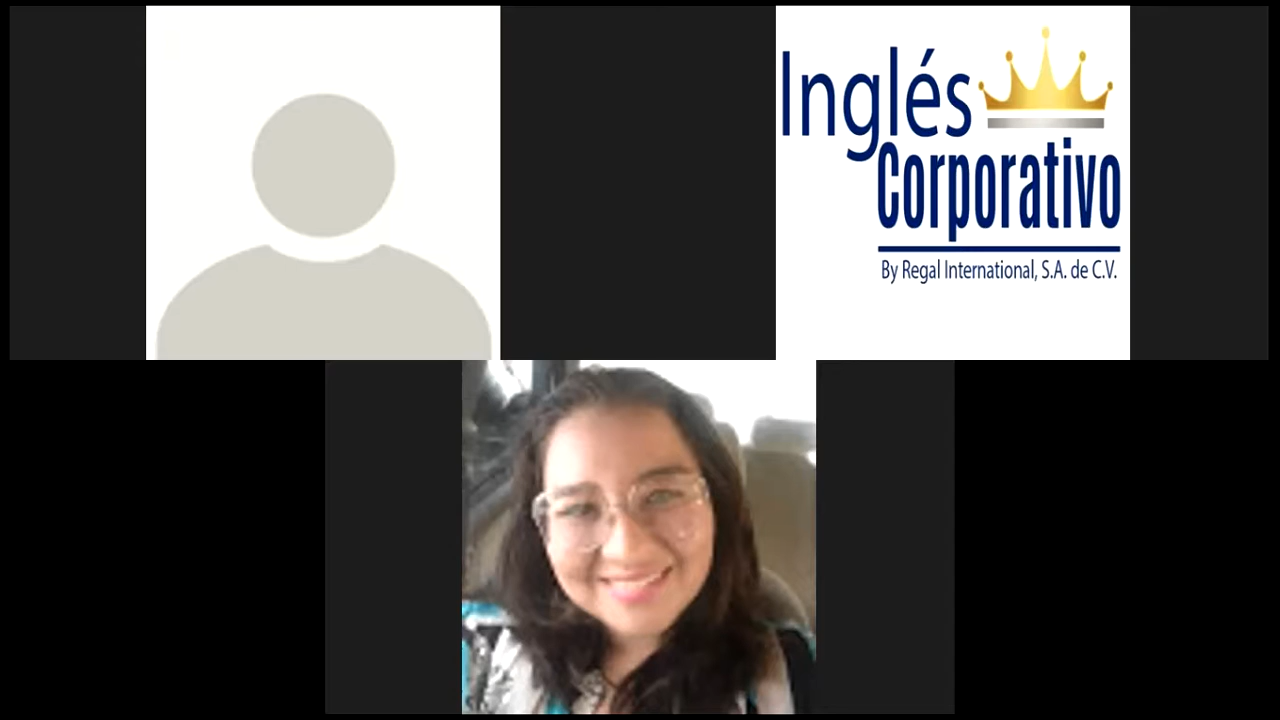 Inglés
Corporativo
By Regal International, S.A. de C.V.